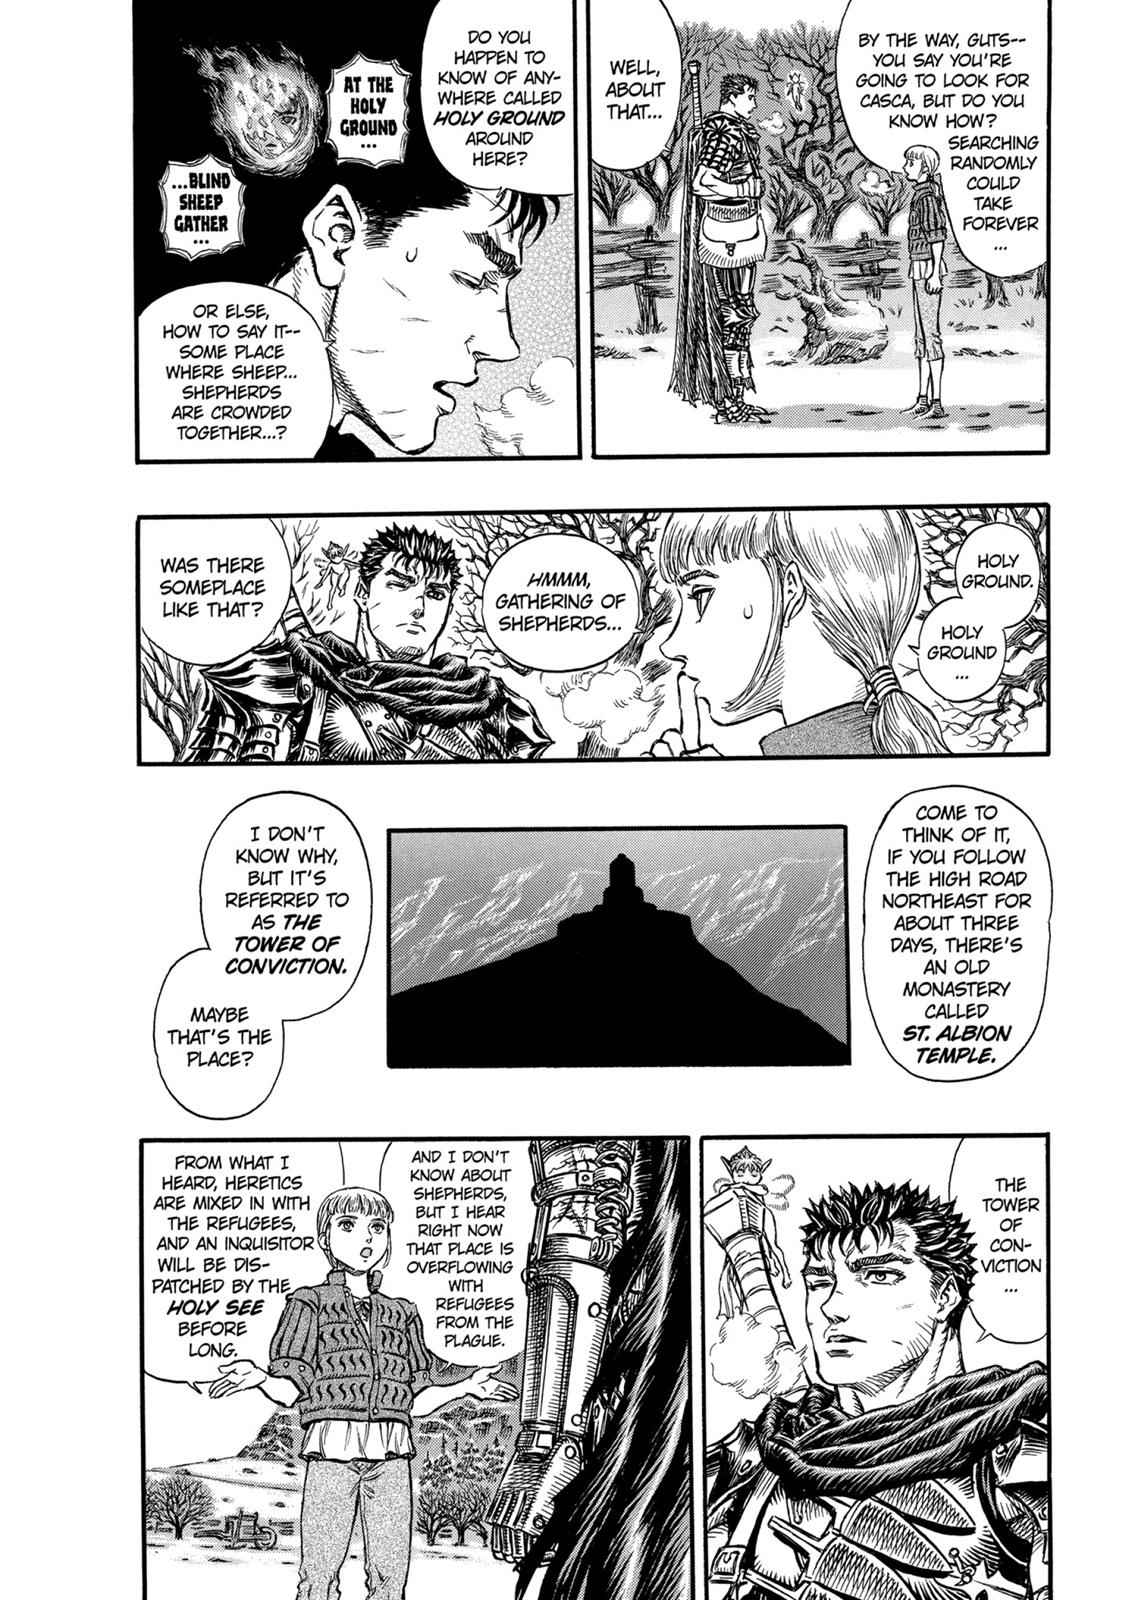 BY THE WAY, GUTS--
YOU SAY YOU'RE
GOING TO LOOK FOR
CASCA, BUT DO YOU
KNOW HOW?
SEARCHING
RANDOMLY
COULD
TAKE
FOREVER
...
WELL,
ABOUT
THAT...
DO YOU
HAPPEN TO
KNOW OF ANY-
WHERE CALLED
HOLY GROUND
AROUND
HERE?
AT THE
HOLY
GROUND
...
...BLIND
SHEEP
GATHER
...
OR ELSE,
HOW TO SAY IT--
SOME PLACE
WHERE SHEEP...
SHEPHERDS
ARE CROWDED
TOGETHER...?
HOLY
GROUND.
HOLY
GROUND
...
HMMM,
GATHERING OF
SHEPHERDS...
WAS THERE
SOMEPLACE
LIKE THAT?
COME TO
THINK OF IT,
IF YOU FOLLOW
THE HIGH ROAD
NORTHEAST FOR
ABOUT THREE
DAYS, THERE'S
AN OLD
MONASTERY
CALLED
ST. ALBION
TEMPLE.
I DON'T
KNOW WHY,
BUT IT'S
REFERRED TO
AS THE
TOWER OF
CONVICTION.
MAYBE
THAT'S THE
PLACE?
THE
TOWER
OF
CON-
VICTION
...
AND I DON'T
KNOW ABOUT
SHEPHERDS,
BUT I HEAR
RIGHT NOW
THAT PLACE IS
OVERFLOWING
WITH
REFUGEES
FROM THE
PLAGUE.
FROM WHAT I
HEARD, HERETICS
ARE MIXED IN WITH
THE REFUGEES,
AND AN INQUISITOR
WILL BE DIS-
PATCHED BY THE
HOLY SEE
BEFORE
LONG.